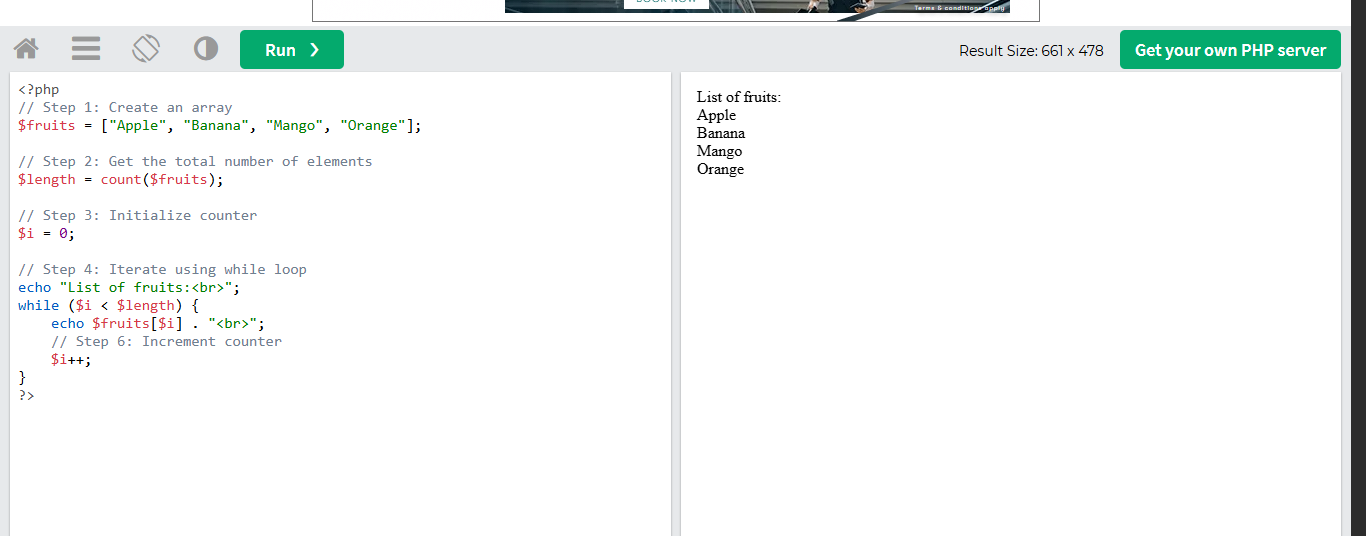 BOOK NOW
Terms & conditions apply
Run ❯
Result Size: 661 x 478
Get your own PHP server
<?php
// Step 1: Create an array
$fruits = ["Apple", "Banana", "Mango", "Orange"];
// Step 2: Get the total number of elements
$length = count($fruits);
// Step 3: Initialize counter
$i = 0;
// Step 4: Iterate using while loop
echo "List of fruits:<br>";
while ($i < $length) {
    echo $fruits[$i] . "<br>";
    // Step 6: Increment counter
    $i++;
}
?>
List of fruits:
Apple
Banana
Mango
Orange